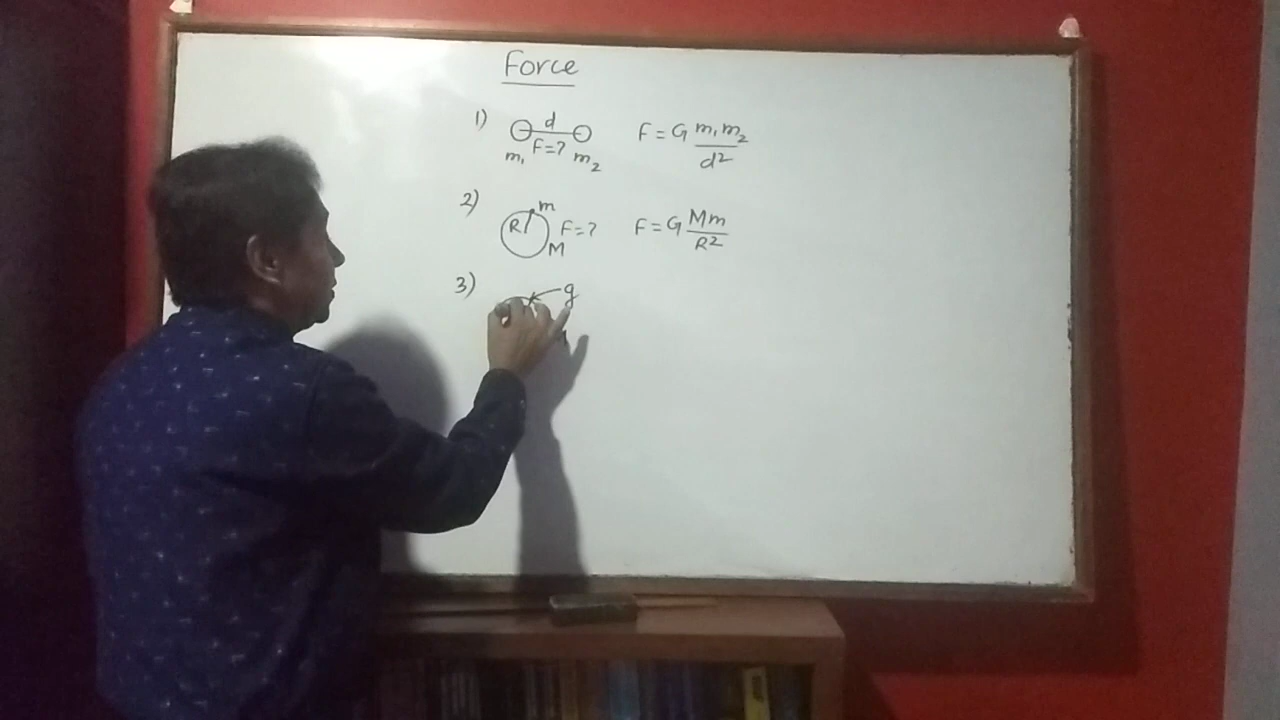 Force
1) d F = G m₁m₂ / d²
m₁ F=? m₂
2) m
R F=? F = G Mm / R²
M
3) g